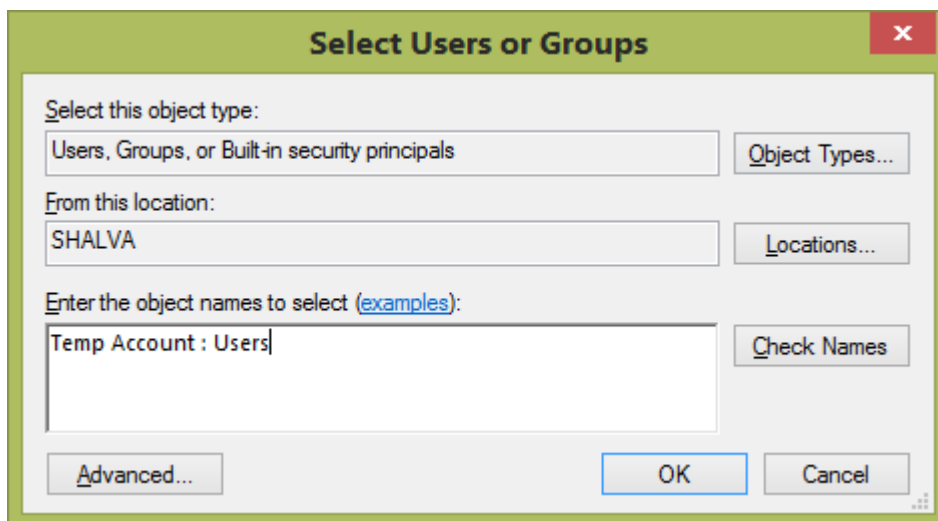 Select Users or Groups
x
Select this object type:
Users, Groups, or Built-in security principals
Object Types...
From this location:
SHALVA
Locations...
Enter the object names to select (examples):
Temp Account : Users
Check Names
Advanced...
OK
Cancel